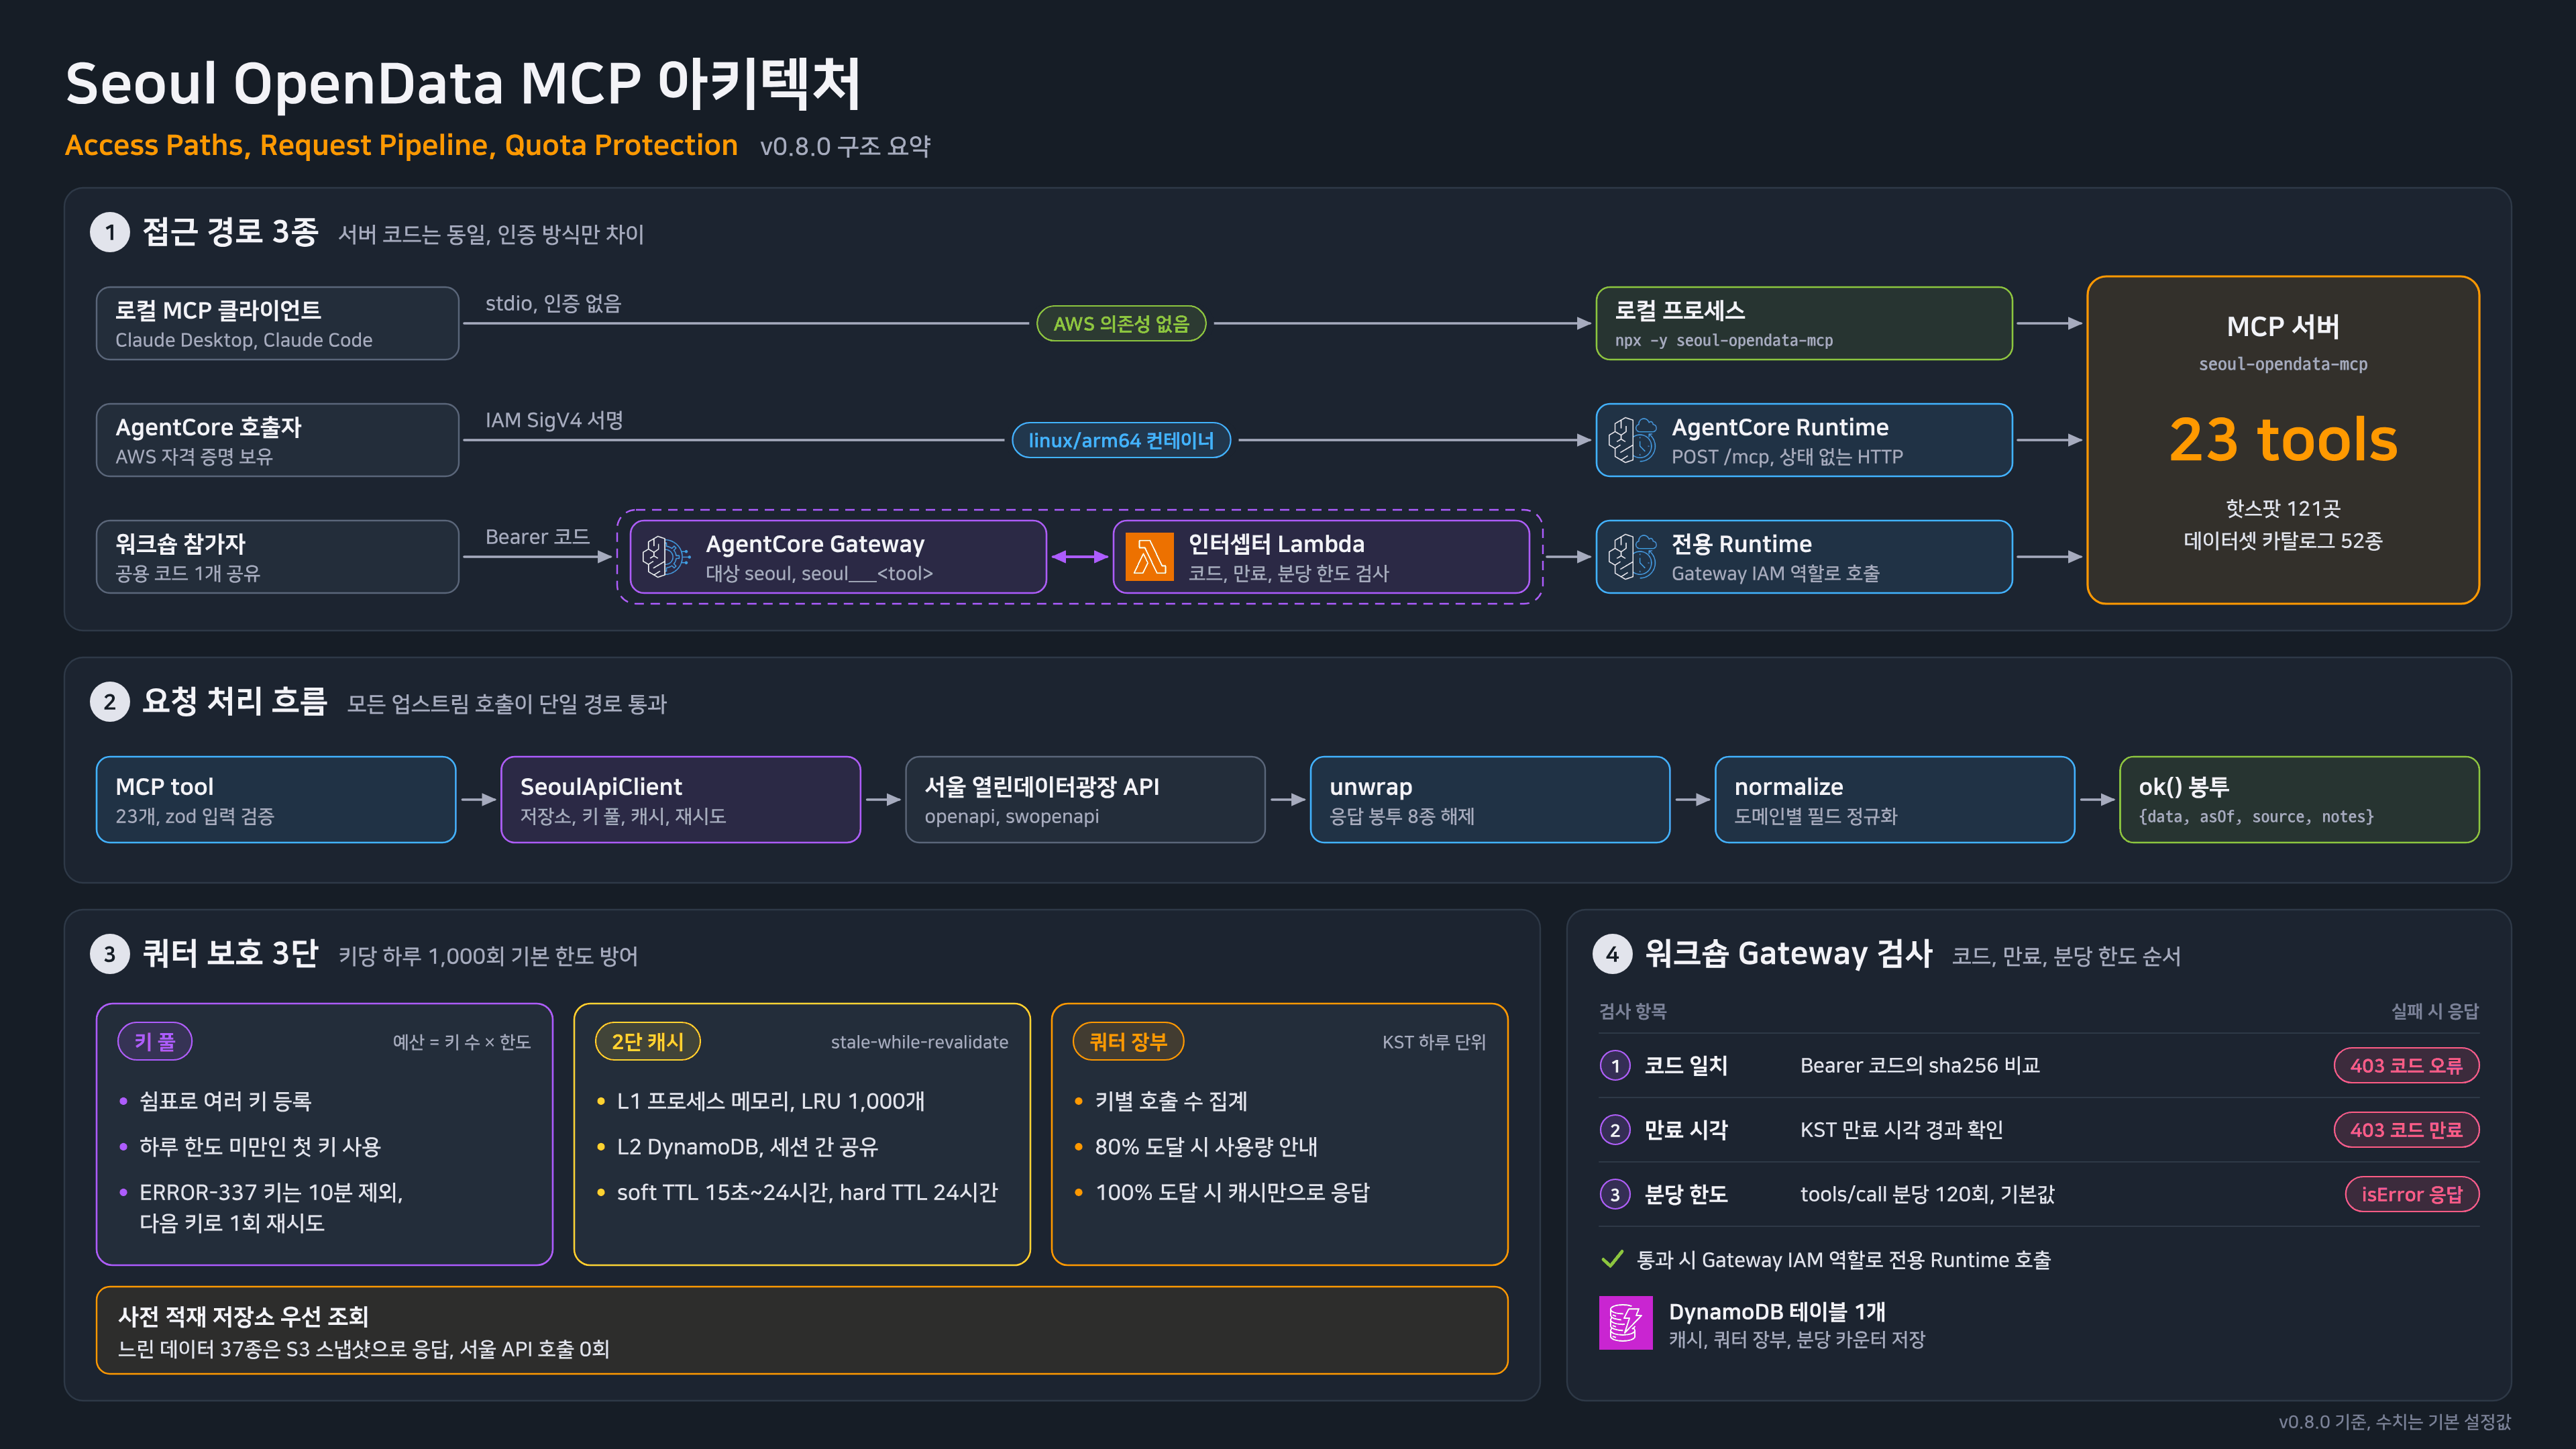 Seoul OpenData MCP 아키텍처
Access Paths, Request Pipeline, Quota Protection v0.8.0 구조 요약
1 접근 경로 3종 서버 코드는 동일, 인증 방식만 차이
로컬 MCP 클라이언트
Claude Desktop, Claude Code
stdio, 인증 없음
AWS 의존성 없음
로컬 프로세스
npx -y seoul-opendata-mcp
AgentCore 호출자
AWS 자격 증명 보유
IAM SigV4 서명
linux/arm64 컨테이너
AgentCore Runtime
POST /mcp, 상태 없는 HTTP
워크숍 참가자
공용 코드 1개 공유
Bearer 코드
AgentCore Gateway
대상 seoul, seoul___<tool>
인터셉터 Lambda
코드, 만료, 분당 한도 검사
전용 Runtime
Gateway IAM 역할로 호출
MCP 서버
seoul-opendata-mcp
23 tools
핫스팟 121곳
데이터셋 카탈로그 52종
2 요청 처리 흐름 모든 업스트림 호출이 단일 경로 통과
MCP tool
23개, zod 입력 검증
SeoulApiClient
저장소, 키 풀, 캐시, 재시도
서울 열린데이터광장 API
openapi, swopenapi
unwrap
응답 봉투 8종 해제
normalize
도메인별 필드 정규화
ok() 봉투
{data, asOf, source, notes}
3 쿼터 보호 3단 키당 하루 1,000회 기본 한도 방어
키 풀 예산 = 키 수 × 한도
• 쉼표로 여러 키 등록
• 하루 한도 미만인 첫 키 사용
• ERROR-337 키는 10분 제외,
다음 키로 1회 재시도
2단 캐시 stale-while-revalidate
• L1 프로세스 메모리, LRU 1,000개
• L2 DynamoDB, 세션 간 공유
• soft TTL 15초~24시간, hard TTL 24시간
쿼터 장부 KST 하루 단위
• 키별 호출 수 집계
• 80% 도달 시 사용량 안내
• 100% 도달 시 캐시만으로 응답
사전 적재 저장소 우선 조회
느린 데이터 37종은 S3 스냅샷으로 응답, 서울 API 호출 0회
4 워크숍 Gateway 검사 코드, 만료, 분당 한도 순서
검사 항목 실패 시 응답
1 코드 일치 Bearer 코드의 sha256 비교 403 코드 오류
2 만료 시각 KST 만료 시각 경과 확인 403 코드 만료
3 분당 한도 tools/call 분당 120회, 기본값 isError 응답
통과 시 Gateway IAM 역할로 전용 Runtime 호출
DynamoDB 테이블 1개
캐시, 쿼터 장부, 분당 카운터 저장
v0.8.0 기준, 수치는 기본 설정값